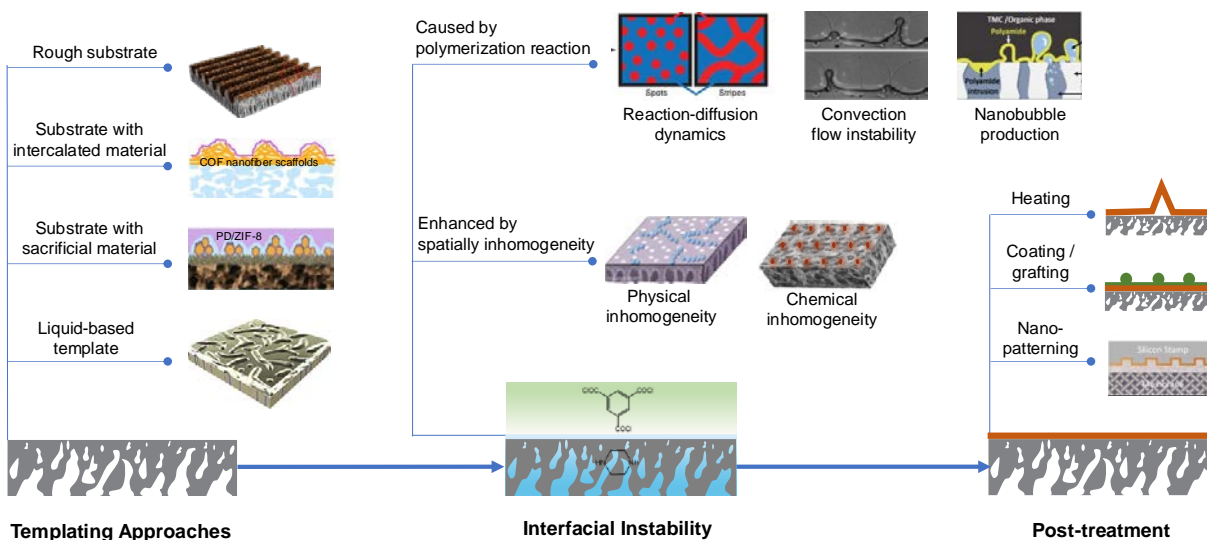 Rough substrate
Substrate with
intercalated material
COF nanofiber scaffolds
Substrate with
sacrificial material
PD/ZIF-8
Liquid-based
template
Templating Approaches
Caused by
polymerization reaction
Spots
Stripes
Reaction-diffusion
dynamics
Convection
flow instability
TMC /Organic phase
Polyamide
Polyamide
intrusion
Nanobubble
production
Enhanced by
spatially inhomogeneity
Physical
inhomogeneity
Chemical
inhomogeneity
COCl
Interfacial Instability
Heating
Coating /
grafting
Nano-
patterning
Silicon Stamp
Post-treatment